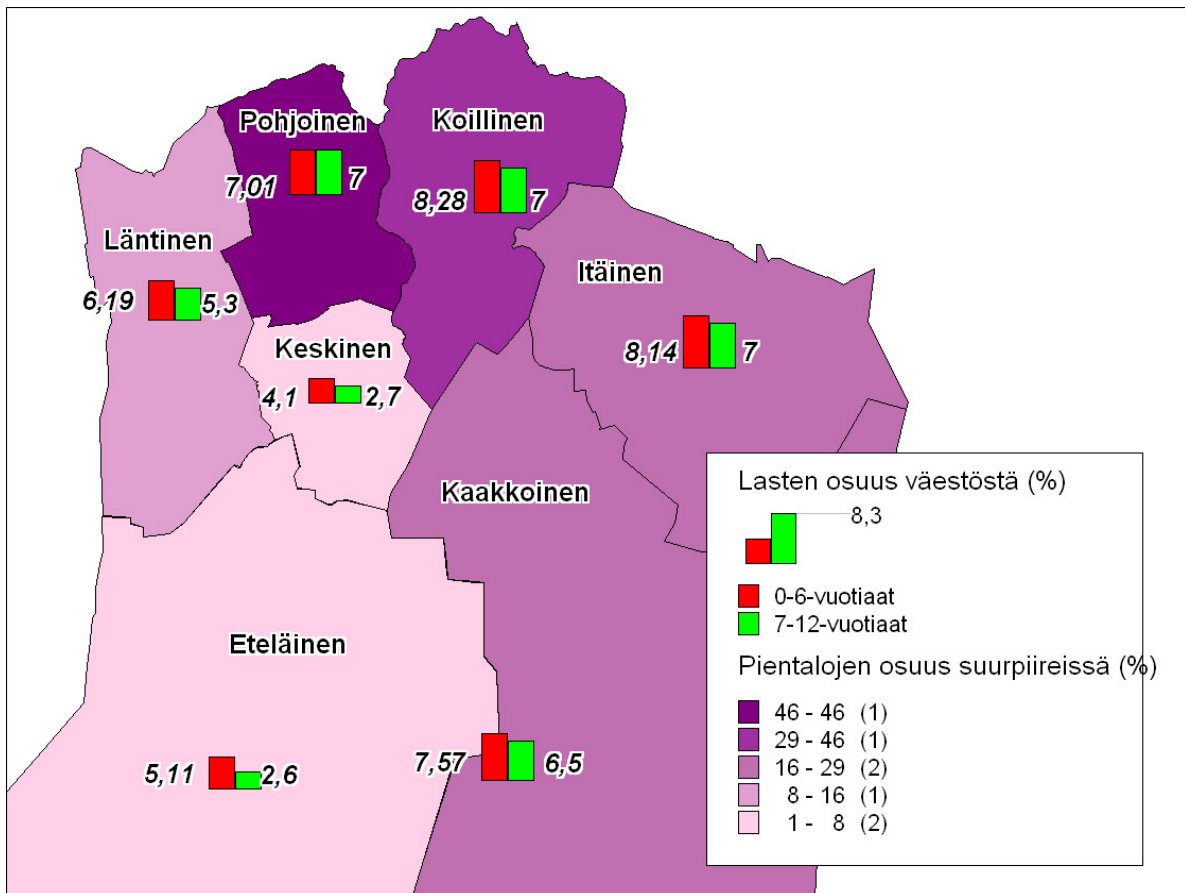 Pohjoinen
7,01
7
Koillinen
8,28
7
Läntinen
6,19
5,3
Itäinen
8,14
7
Keskinen
4,1
2,7
Kaakkoinen
7,57
6,5
Eteläinen
5,11
2,6
Lasten osuus väestöstä (%)
8,3
0-6-vuotiaat
7-12-vuotiaat
Pientalojen osuus suurpiireissä (%)
46 - 46 (1)
29 - 46 (1)
16 - 29 (2)
8 - 16 (1)
1 - 8 (2)